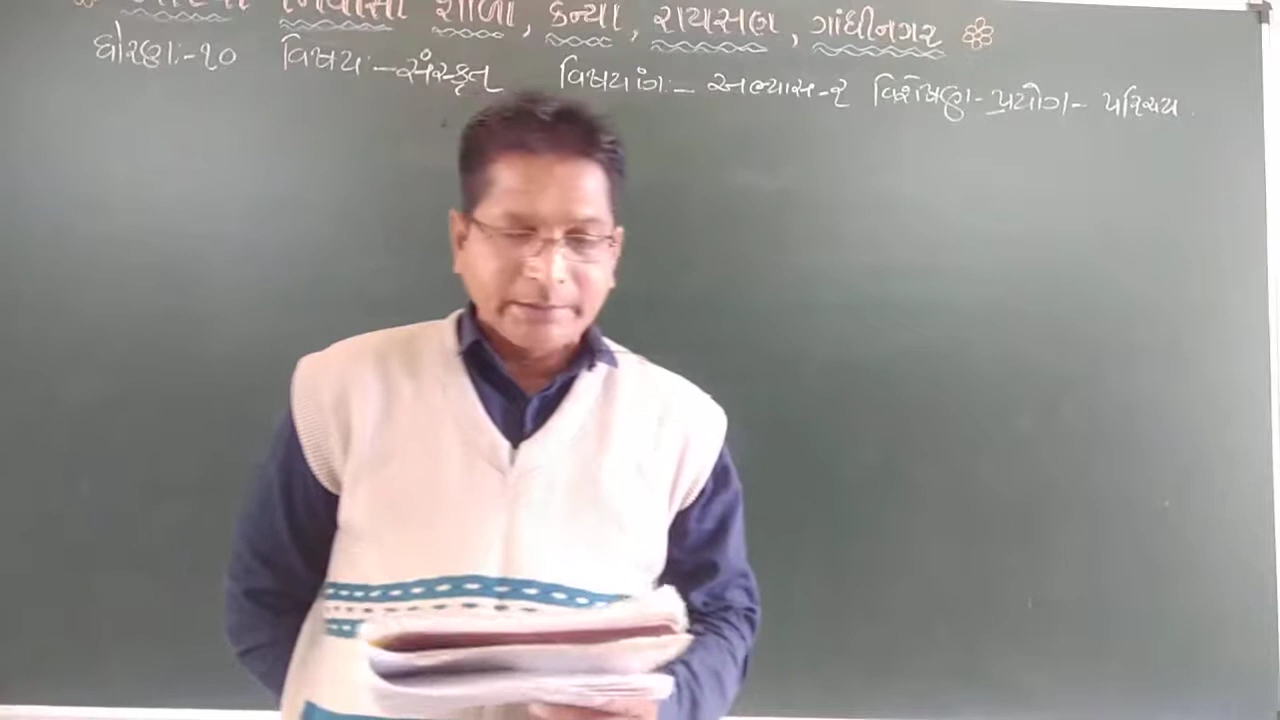 નિવાસી શાળા, કન્યા, રાયસણ, ગાંધીનગર
ધોરણ:-૧૦ વિષય:-સંસ્કૃત વિષયાંગ:- અભ્યાસ-૨ વિશેષણ-પ્રયોગ- પરિચય.